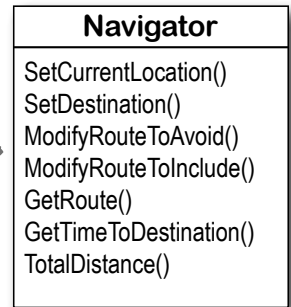 Navigator
SetCurrentLocation()
SetDestination()
ModifyRouteToAvoid()
ModifyRouteToInclude()
GetRoute()
GetTimeToDestination()
TotalDistance()